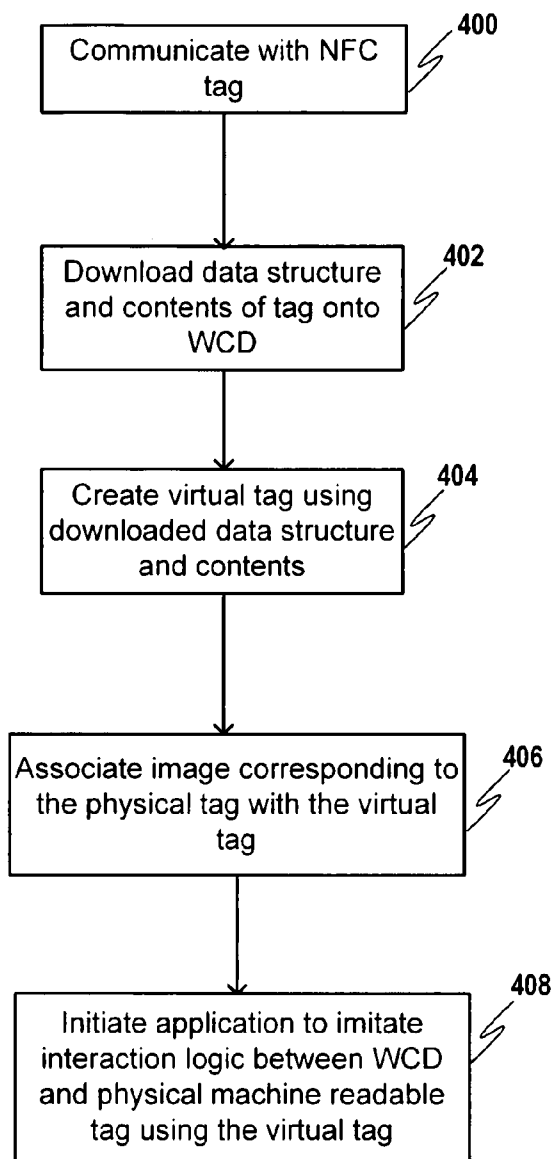 400
Communicate with NFC
tag
402
Download data structure
and contents of tag onto
WCD
404
Create virtual tag using
downloaded data structure
and contents
406
Associate image corresponding to
the physical tag with the virtual
tag
408
Initiate application to imitate
interaction logic between WCD
and physical machine readable
tag using the virtual tag